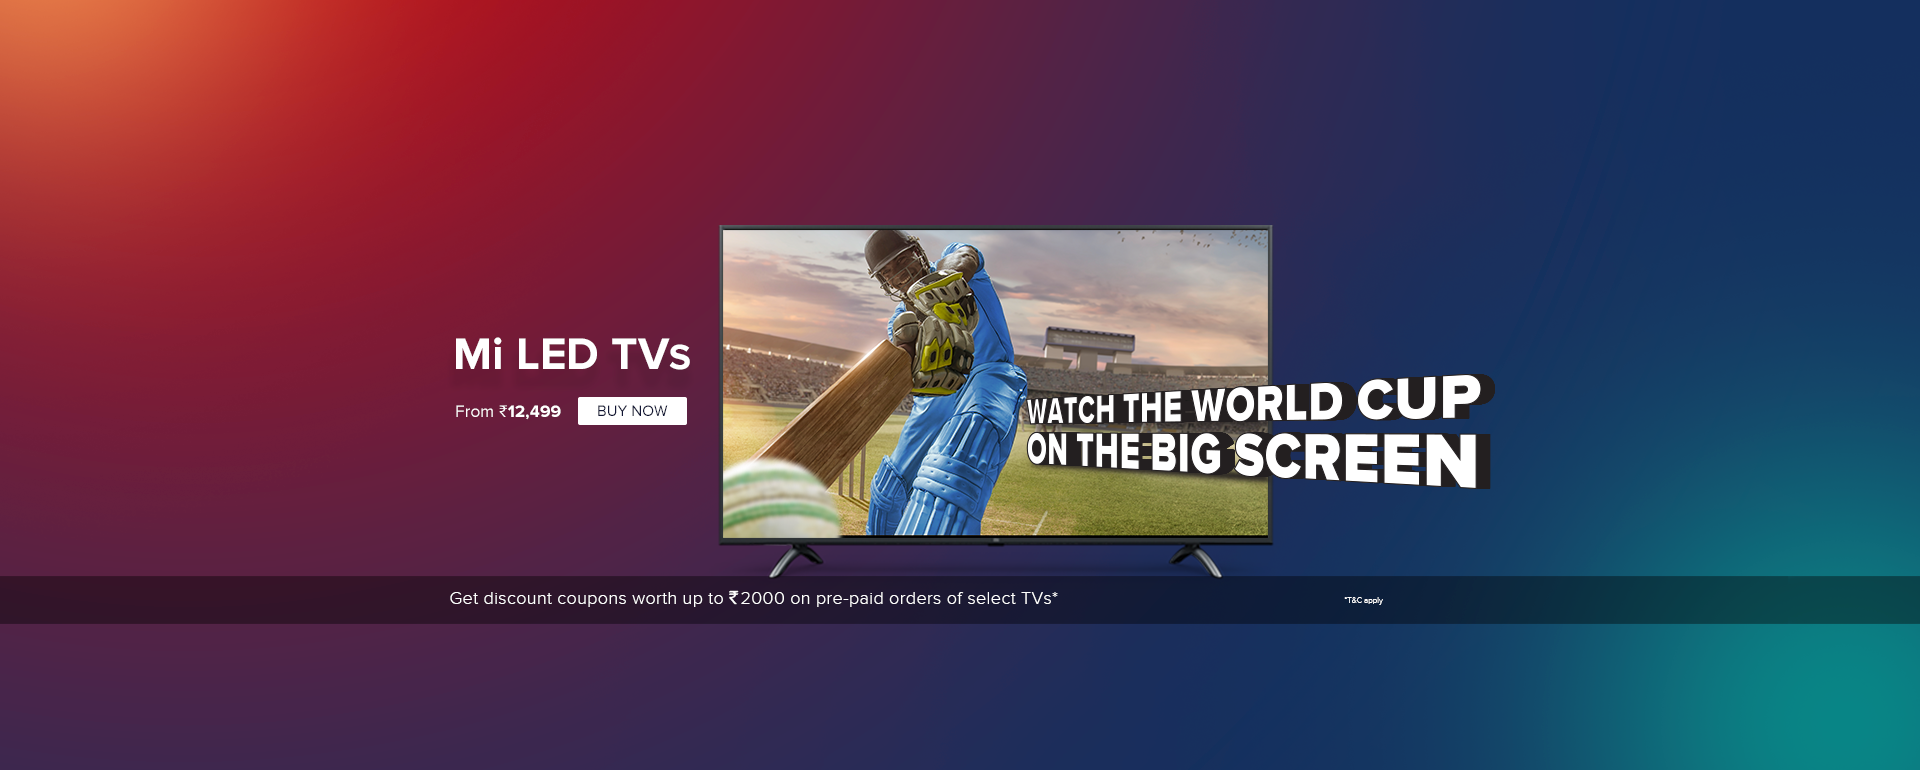 Mi LED TVs
From ₹12,499
BUY NOW
WATCH THE WORLD CUP
ON THE BIG SCREEN
Get discount coupons worth up to ₹2000 on pre-paid orders of select TVs*
*T&C apply